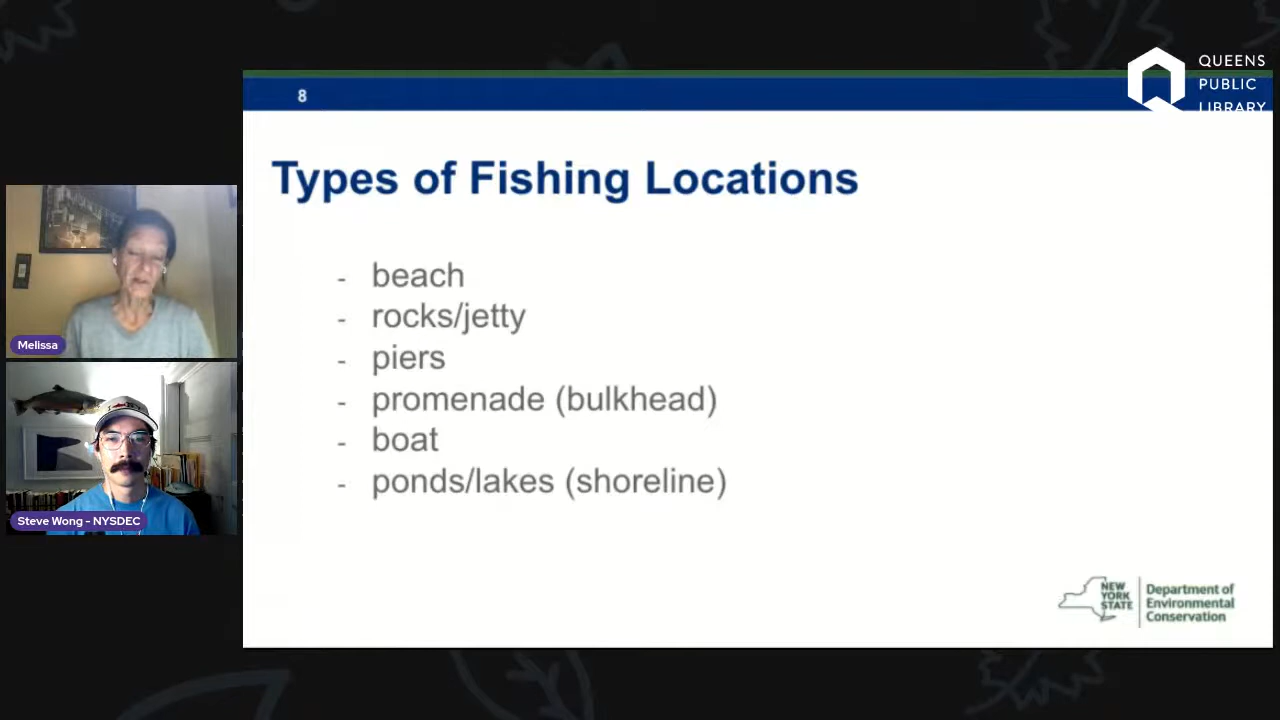 QUEENS
PUBLIC
LIBRARY
8
Types of Fishing Locations
- beach
- rocks/jetty
- piers
- promenade (bulkhead)
- boat
- ponds/lakes (shoreline)
Melissa
Steve Wong - NYSDEC
NEW
YORK
STATE
Department of
Environmental
Conservation